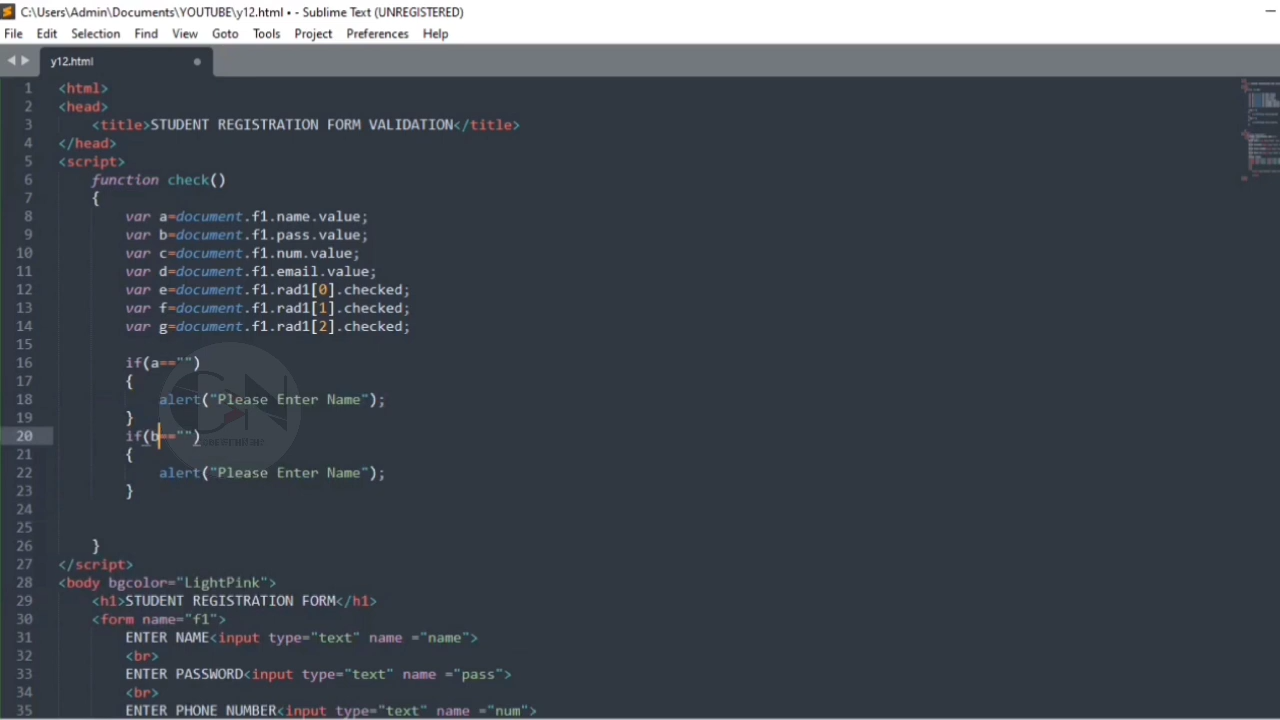 C:\Users\Admin\Documents\YOUTUBE\y12.html • - Sublime Text (UNREGISTERED)
File Edit Selection Find View Goto Tools Project Preferences Help
y12.html
1 <html>
2 <head>
3 <title>STUDENT REGISTRATION FORM VALIDATION</title>
4 </head>
5 <script>
6 function check()
7 {
8 var a=document.f1.name.value;
9 var b=document.f1.pass.value;
10 var c=document.f1.num.value;
11 var d=document.f1.email.value;
12 var e=document.f1.rad1[0].checked;
13 var f=document.f1.rad1[1].checked;
14 var g=document.f1.rad1[2].checked;
15
16 if(a=="")
17 {
18 alert("Please Enter Name");
19 }
20 if(b=="")
21 {
22 alert("Please Enter Name");
23 }
24
25
26 }
27 </script>
28 <body bgcolor="LightPink">
29 <h1>STUDENT REGISTRATION FORM</h1>
30 <form name="f1">
31 ENTER NAME<input type="text" name ="name">
32 <br>
33 ENTER PASSWORD<input type="text" name ="pass">
34 <br>
35 ENTER PHONE NUMBER<input type="text" name ="num">